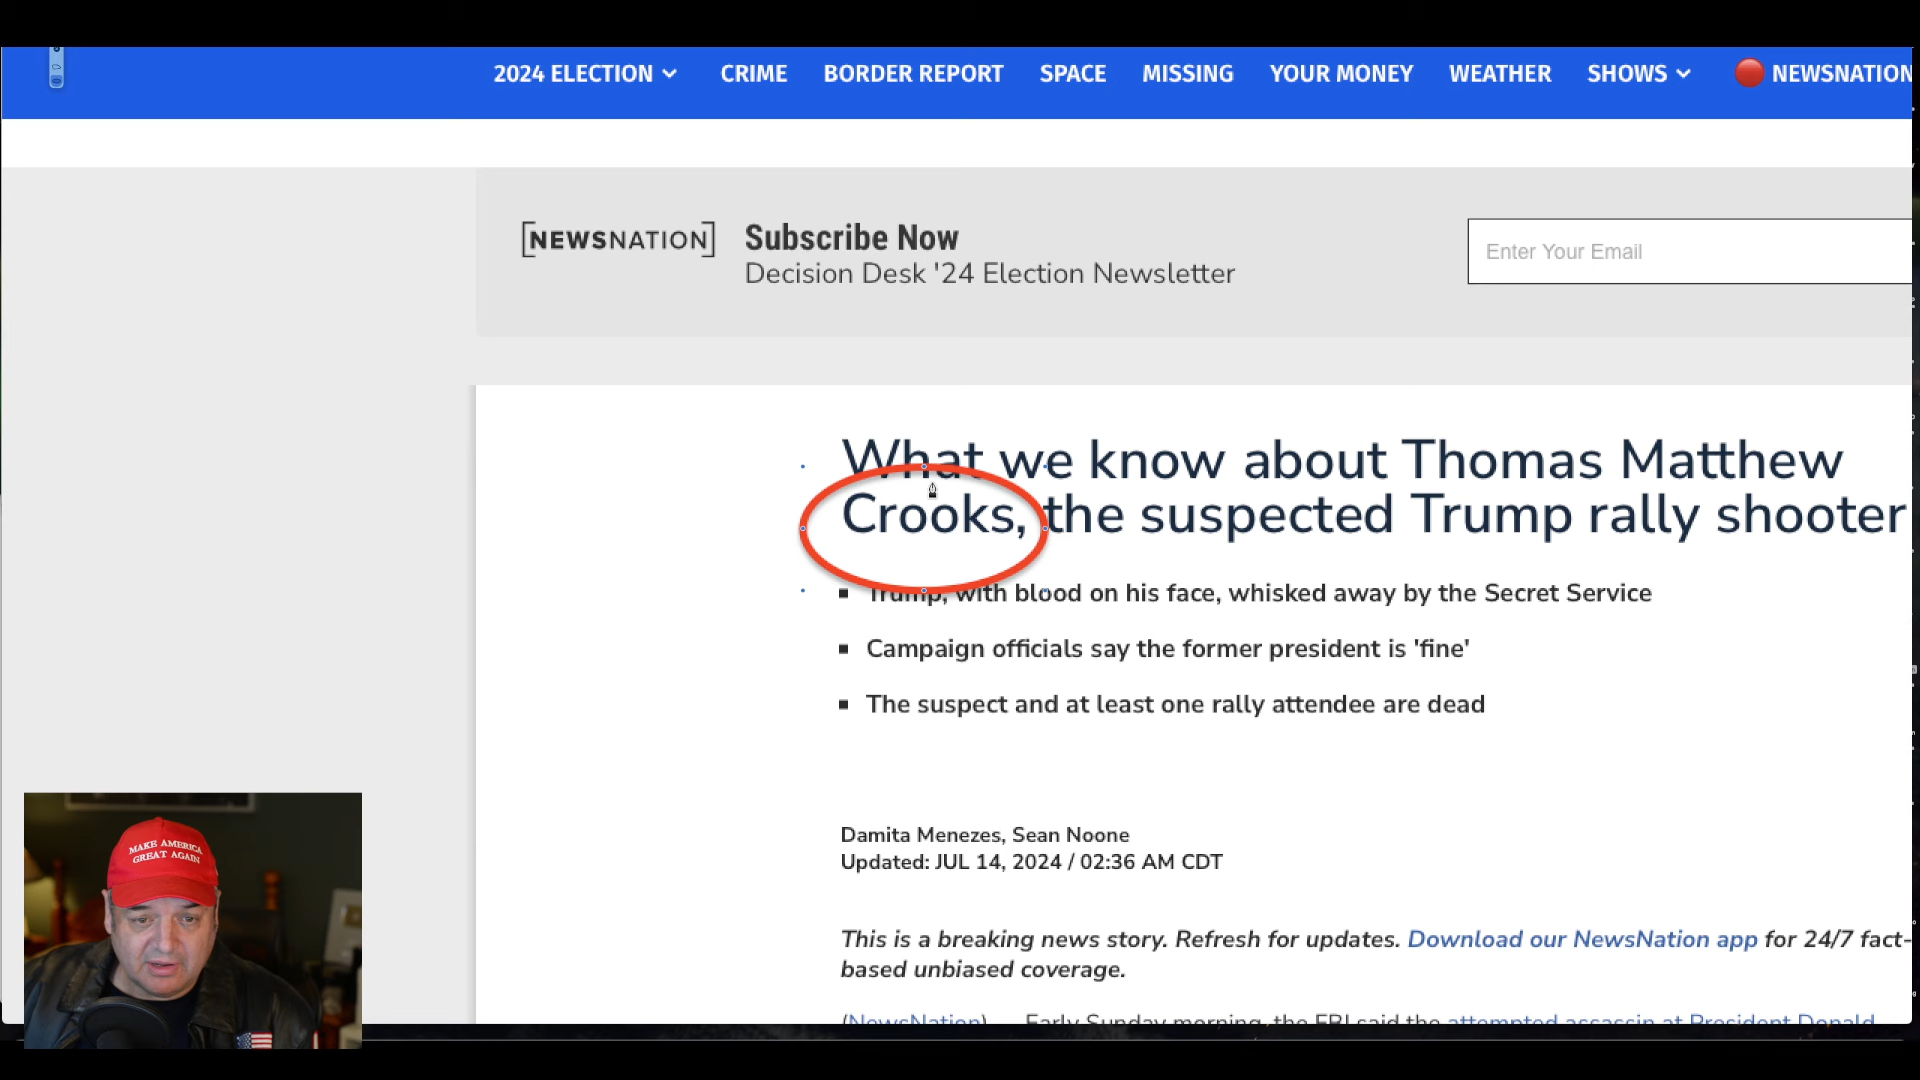 2024 ELECTION
CRIME
BORDER REPORT
SPACE
MISSING
YOUR MONEY
WEATHER
SHOWS
NEWSNATION
[NEWSNATION]
Subscribe Now
Decision Desk '24 Election Newsletter
Enter Your Email
What we know about Thomas Matthew
Crooks, the suspected Trump rally shooter
Trump, with blood on his face, whisked away by the Secret Service
Campaign officials say the former president is 'fine'
The suspect and at least one rally attendee are dead
Damita Menezes, Sean Noone
Updated: JUL 14, 2024 / 02:36 AM CDT
This is a breaking news story. Refresh for updates. Download our NewsNation app for 24/7 fact-
based unbiased coverage.
(NewsNation) — Early Sunday morning, the FBI said the attempted assassin at President Donald
MAKE AMERICA
GREAT AGAIN